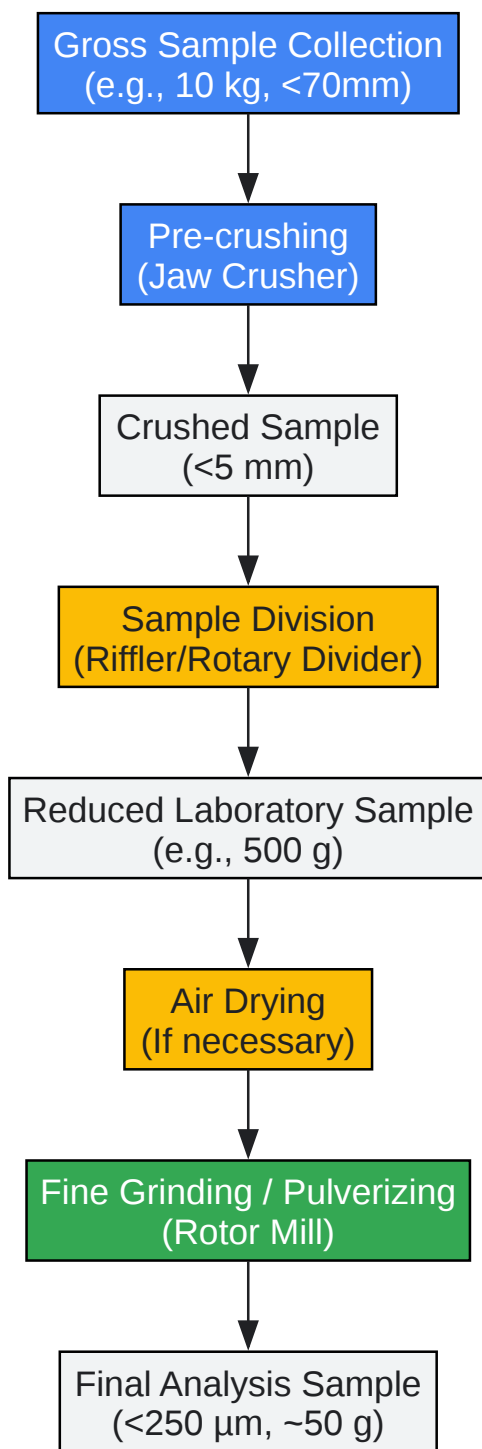 Gross Sample Collection
(e.g., 10 kg, <70mm)
Pre-crushing
(Jaw Crusher)
Crushed Sample
(<5 mm)
Sample Division
(Riffler/Rotary Divider)
Reduced Laboratory Sample
(e.g., 500 g)
Air Drying
(If necessary)
Fine Grinding / Pulverizing
(Rotor Mill)
Final Analysis Sample
(<250 µm, ~50 g)